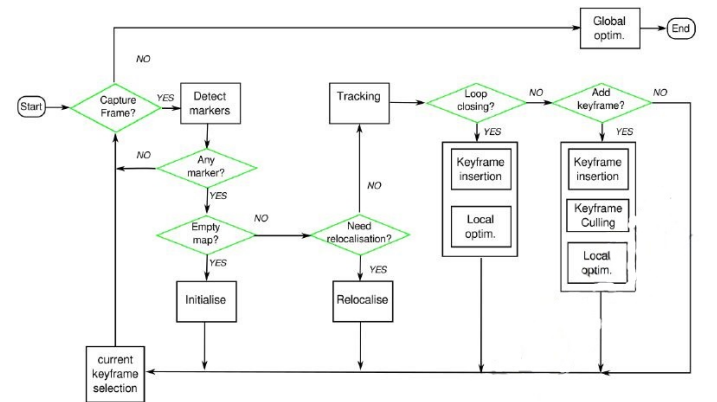 Global
optim.
End
NO
Start
Capture
Frame?
YES
Detect
markers
Tracking
Loop
closing?
NO
Add
keyframe?
NO
NO
Any
marker?
YES
YES
YES
Keyframe
insertion
Local
optim.
Keyframe
insertion
Keyframe
Culling
Local
optim.
NO
Empty
map?
NO
Need
relocalisation?
YES
YES
Initialise
Relocalise
current
keyframe
selection